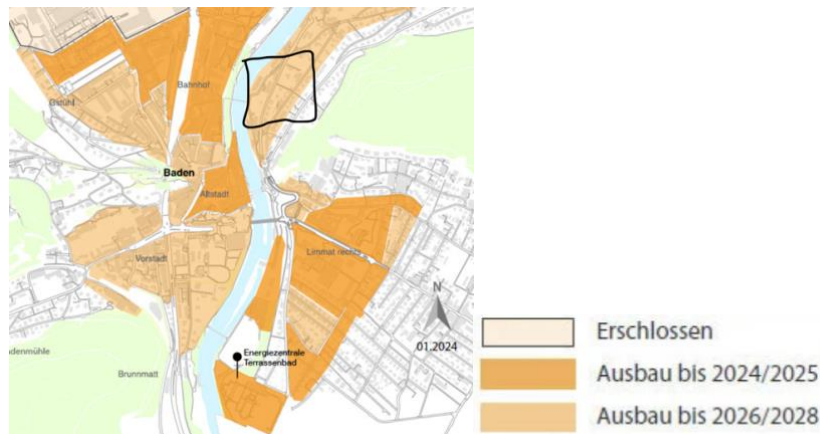 Bahnhof
Baden
Altstadt
Limmat rechts
Vorstadt
N
01.2024
Energiezentrale
Terrassenbad
Brunnmatt
denmühle
Erschlossen
Ausbau bis 2024/2025
Ausbau bis 2026/2028